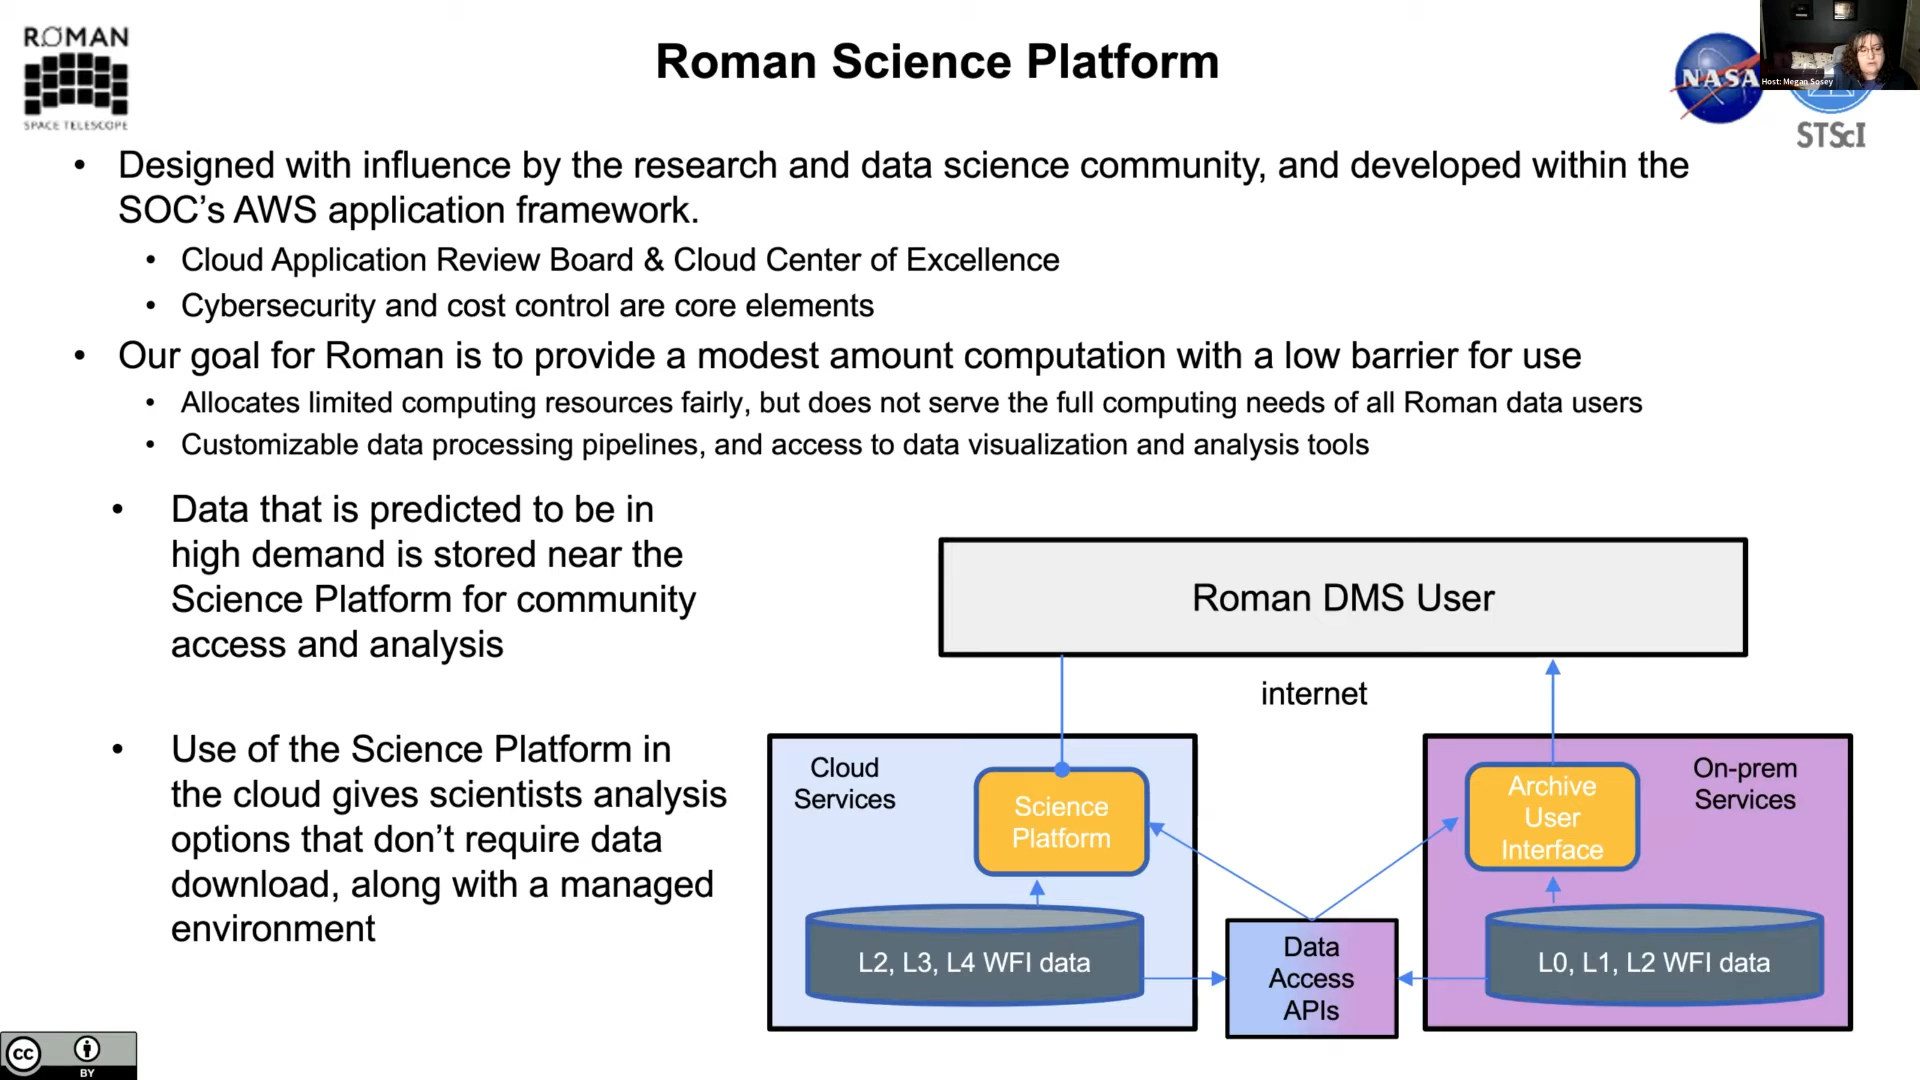 ROMAN
SPACE TELESCOPE
Roman Science Platform
NASA
Host: Megan Sosey
STScI
• Designed with influence by the research and data science community, and developed within the
SOC’s AWS application framework.
• Cloud Application Review Board & Cloud Center of Excellence
• Cybersecurity and cost control are core elements
• Our goal for Roman is to provide a modest amount computation with a low barrier for use
• Allocates limited computing resources fairly, but does not serve the full computing needs of all Roman data users
• Customizable data processing pipelines, and access to data visualization and analysis tools
• Data that is predicted to be in
high demand is stored near the
Science Platform for community
access and analysis
• Use of the Science Platform in
the cloud gives scientists analysis
options that don’t require data
download, along with a managed
environment
Roman DMS User
internet
Cloud
Services
Science
Platform
L2, L3, L4 WFI data
Data
Access
APIs
Archive
User
Interface
On-prem
Services
L0, L1, L2 WFI data
cc
BY